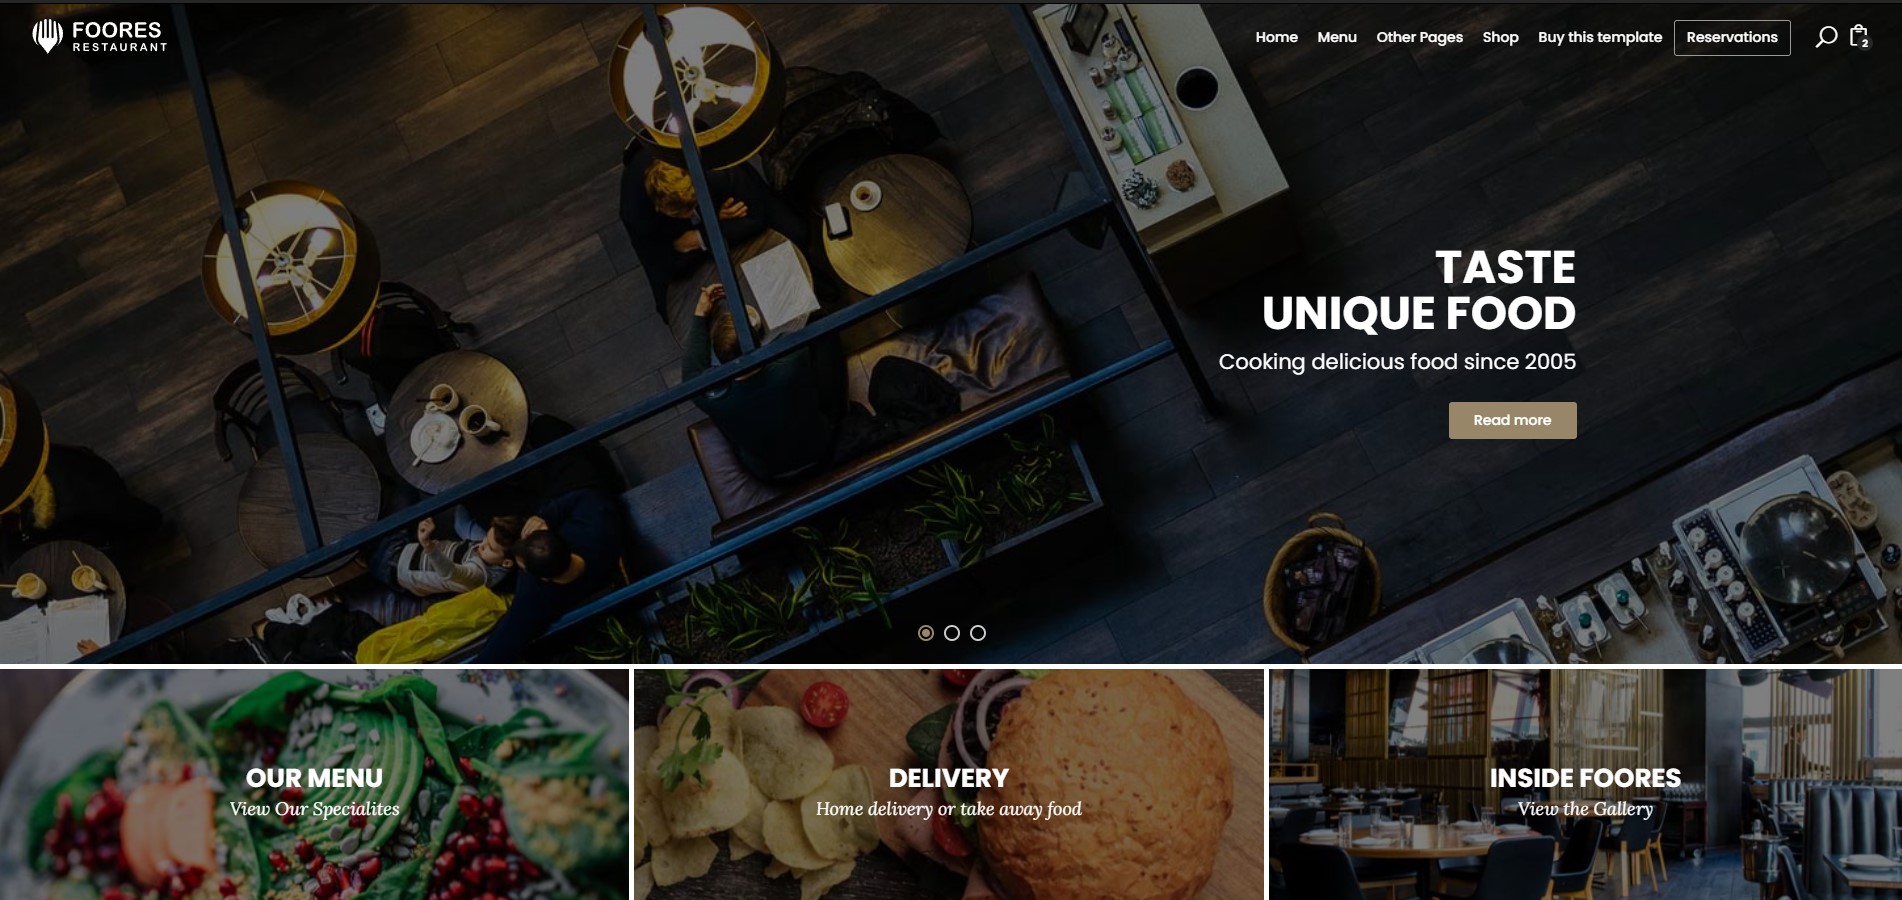 FOORES
RESTAURANT
Home Menu Other Pages Shop Buy this template Reservations
2
TASTE
UNIQUE FOOD
Cooking delicious food since 2005
Read more
OUR MENU
View Our Specialites
DELIVERY
Home delivery or take away food
INSIDE FOORES
View the Gallery